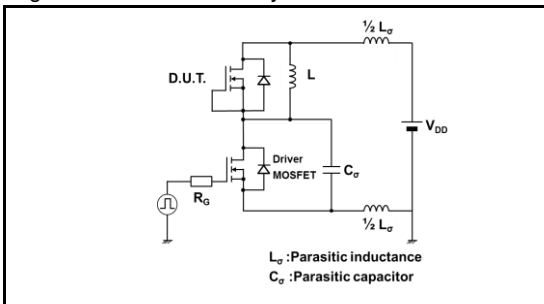 ½ Lσ
D.U.T.
L
VDD
Driver
MOSFET
Cσ
RG
½ Lσ
Lσ :Parasitic inductance
Cσ :Parasitic capacitor